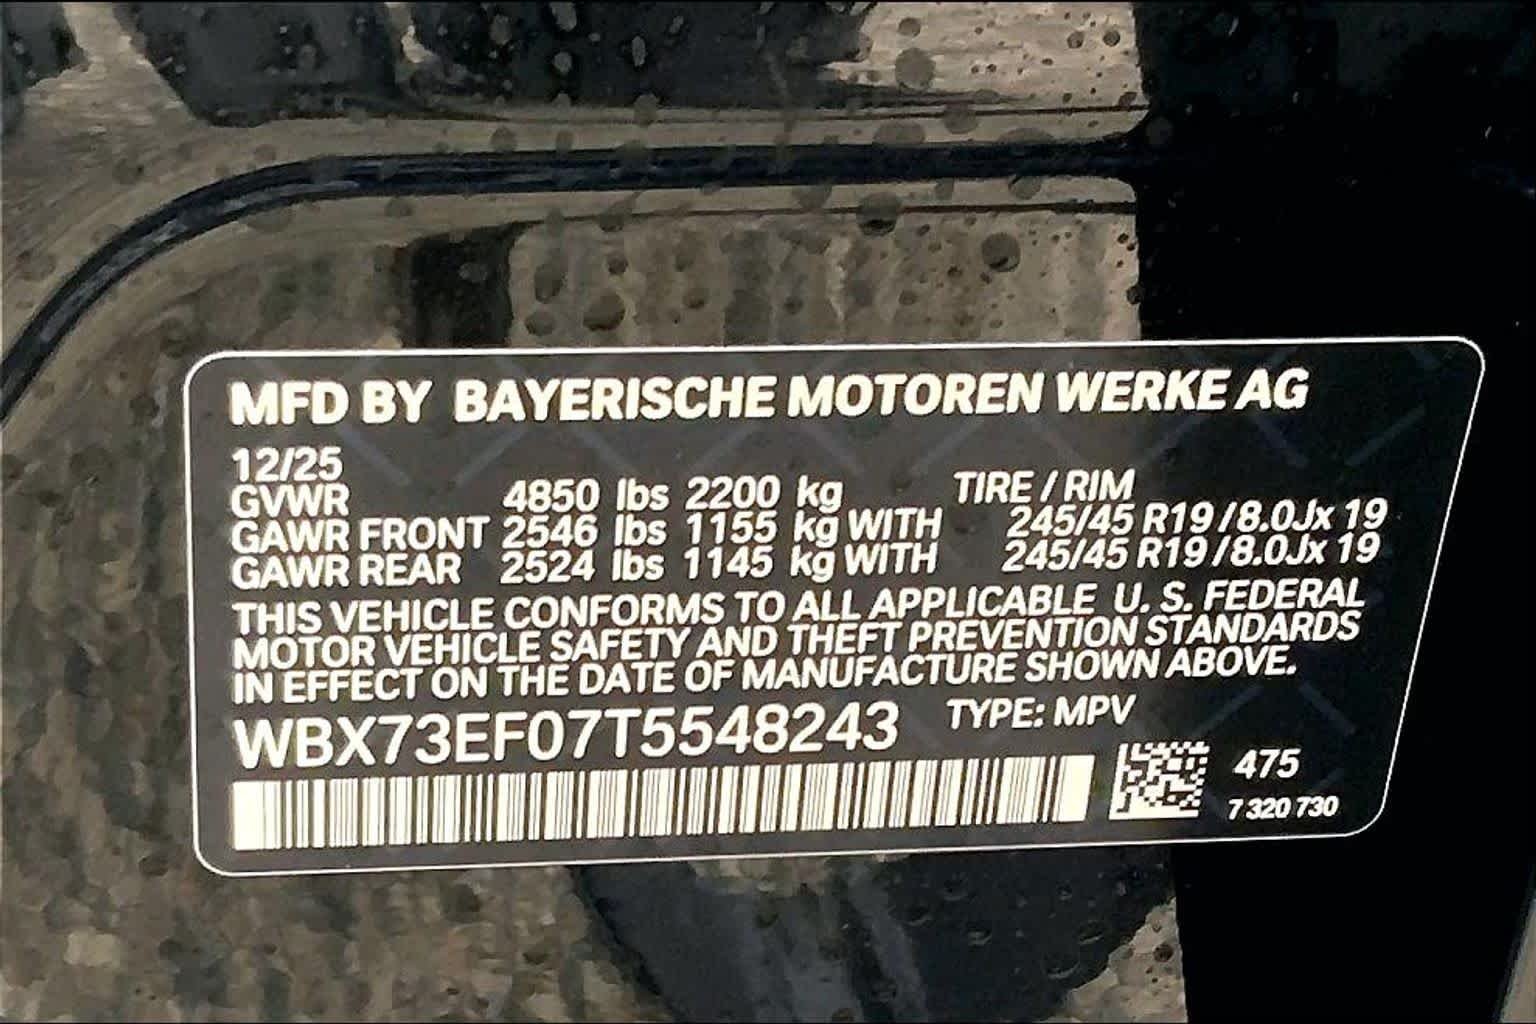 MFD BY BAYERISCHE MOTOREN WERKE AG
12/25
GVWR 4850 lbs 2200 kg TIRE / RIM
GAWR FRONT 2546 lbs 1155 kg WITH 245/45 R19 /8.0Jx 19
GAWR REAR 2524 lbs 1145 kg WITH 245/45 R19 /8.0Jx 19
THIS VEHICLE CONFORMS TO ALL APPLICABLE U. S. FEDERAL
MOTOR VEHICLE SAFETY AND THEFT PREVENTION STANDARDS
IN EFFECT ON THE DATE OF MANUFACTURE SHOWN ABOVE.
WBX73EF07T5548243 TYPE: MPV
475
7 320 730